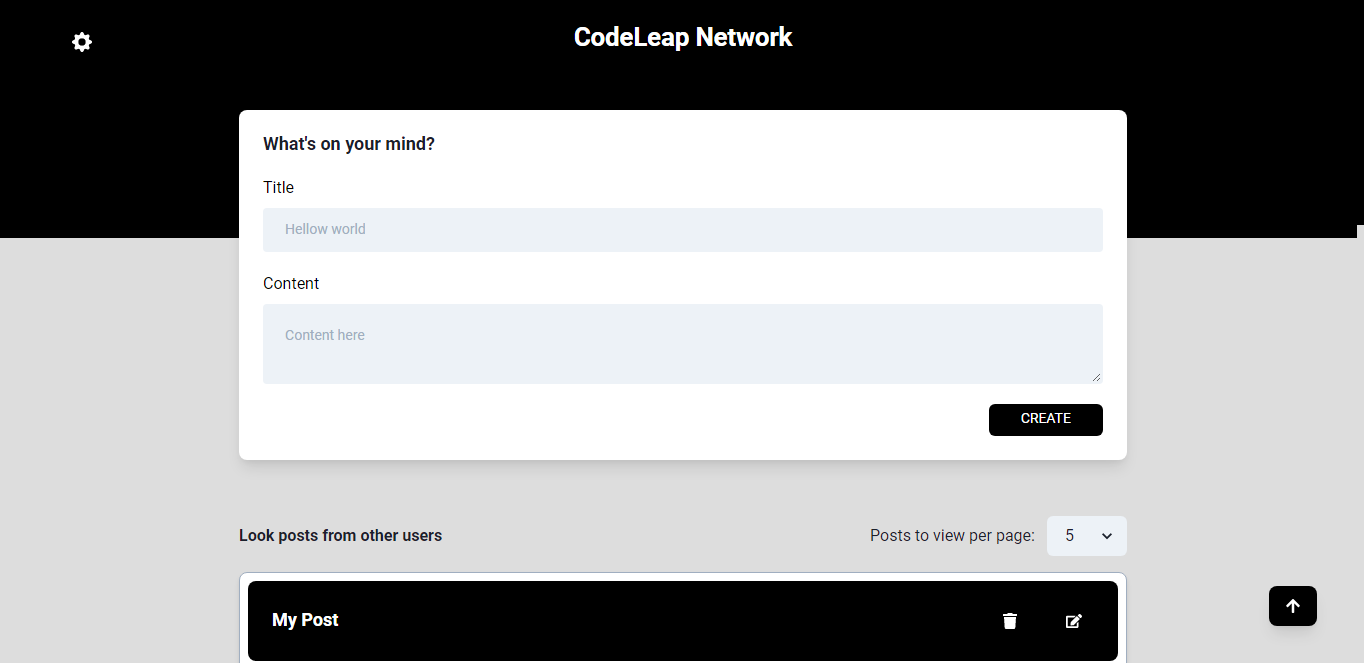 CodeLeap Network
What's on your mind?
Title
Hellow world
Content
Content here
CREATE
Look posts from other users
Posts to view per page: 5
My Post